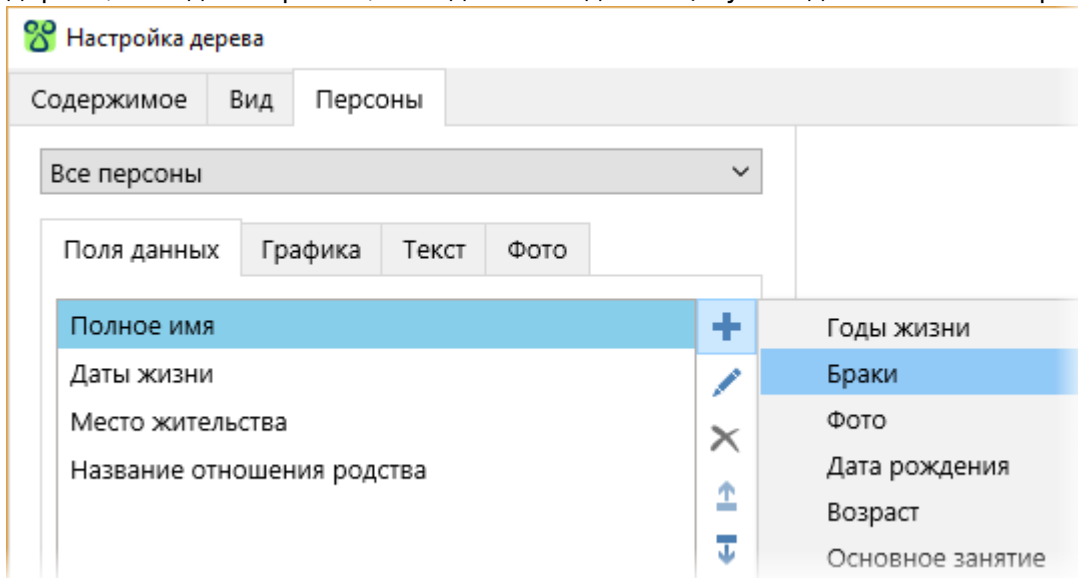 Настройка дерева
Содержимое Вид Персоны
Все персоны
Поля данных Графика Текст Фото
Полное имя
Даты жизни
Место жительства
Название отношения родства
Годы жизни
Браки
Фото
Дата рождения
Возраст
Основное занятие